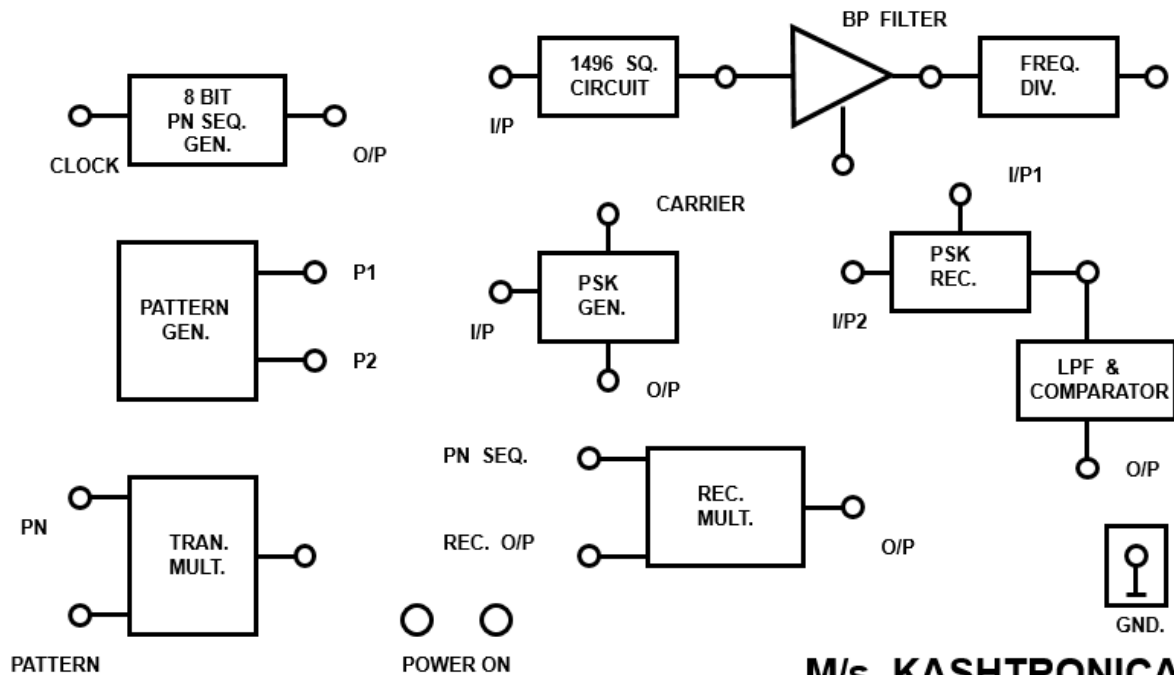 BP FILTER
1496 SQ.
CIRCUIT
FREQ.
DIV.
I/P
8 BIT
PN SEQ.
GEN.
CLOCK
O/P
I/P1
CARRIER
PATTERN
GEN.
P1
P2
PSK
GEN.
I/P
O/P
PSK
REC.
I/P2
LPF &
COMPARATOR
O/P
PN SEQ.
REC. O/P
REC.
MULT.
O/P
PN
TRAN.
MULT.
PATTERN
POWER ON
GND.
M/s KASHTRONICA